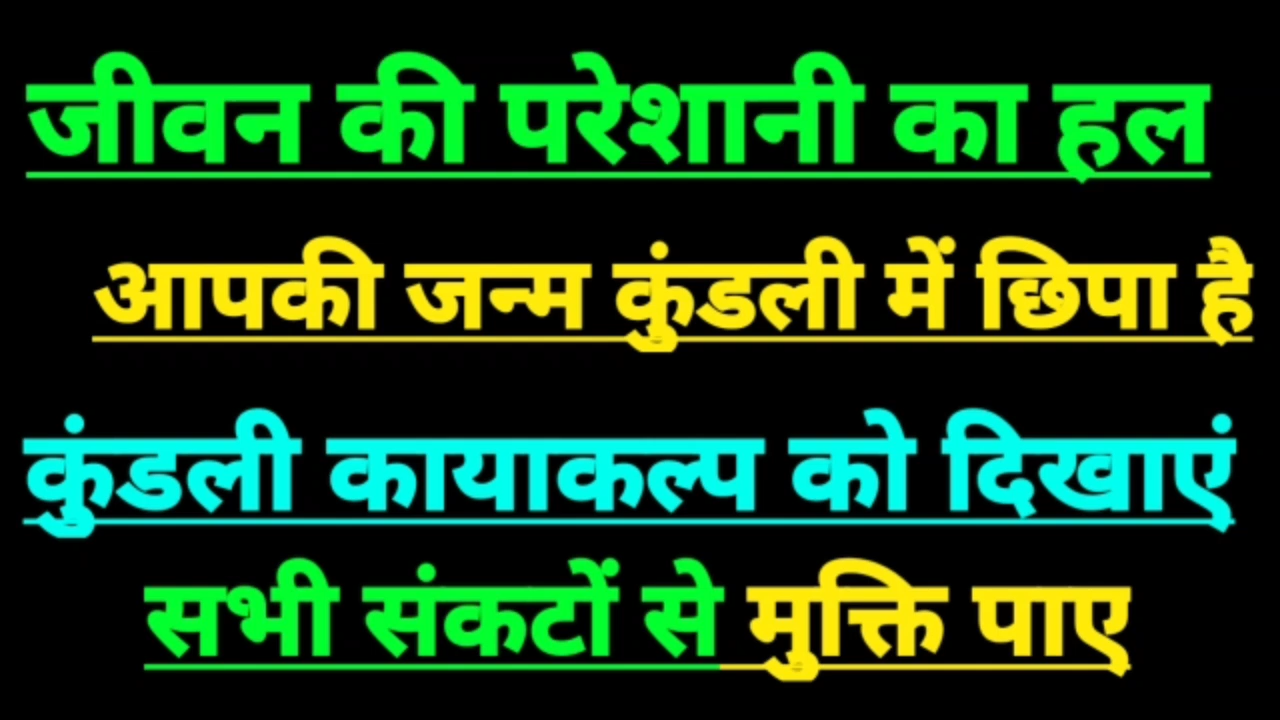 जीवन की परेशानी का हल
आपकी जन्म कुंडली में छिपा है
कुंडली कायाकल्प को दिखाएं
सभी संकटों से मुक्ति पाए